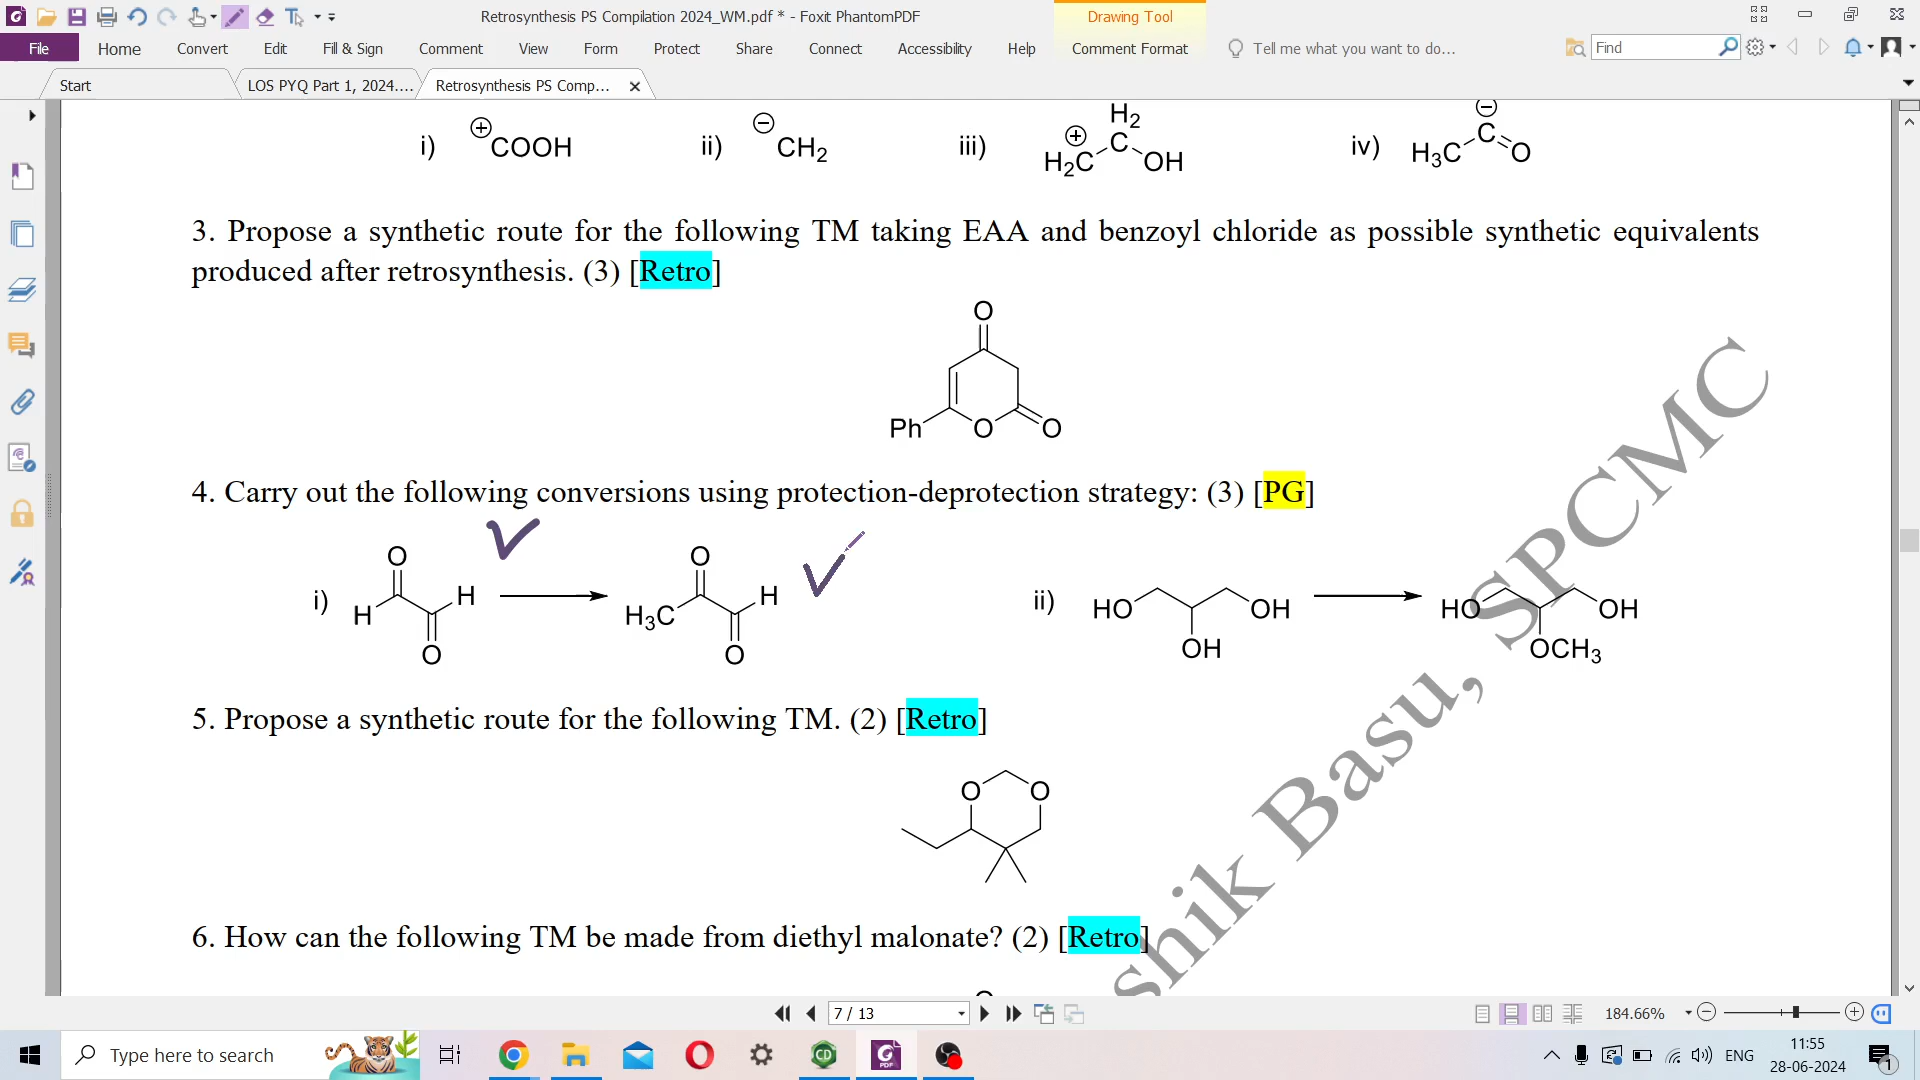 Retrosynthesis PS Compilation 2024_WM.pdf * - Foxit PhantomPDF
Drawing Tool
File Home Convert Edit Fill & Sign Comment View Form Protect Share Connect Accessibility Help Comment Format Tell me what you want to do... Find
Start LOS PYQ Part 1, 2024.... Retrosynthesis PS Comp...
i) ⊕COOH ii) ⊖CH2 iii) ⊕ H2C H2 C OH iv) H3C ⊖ C O
3. Propose a synthetic route for the following TM taking EAA and benzoyl chloride as possible synthetic equivalents
produced after retrosynthesis. (3) [Retro]
O
Ph O O
4. Carry out the following conversions using protection-deprotection strategy: (3) [PG]
i) H O H O H3C O H O ii) HO OH OH HO OH OCH3
5. Propose a synthetic route for the following TM. (2) [Retro]
O O
6. How can the following TM be made from diethyl malonate? (2) [Retro]
shik Basu, SPCMC
7 / 13 184.66%
Type here to search ENG 11:55
28-06-2024
1